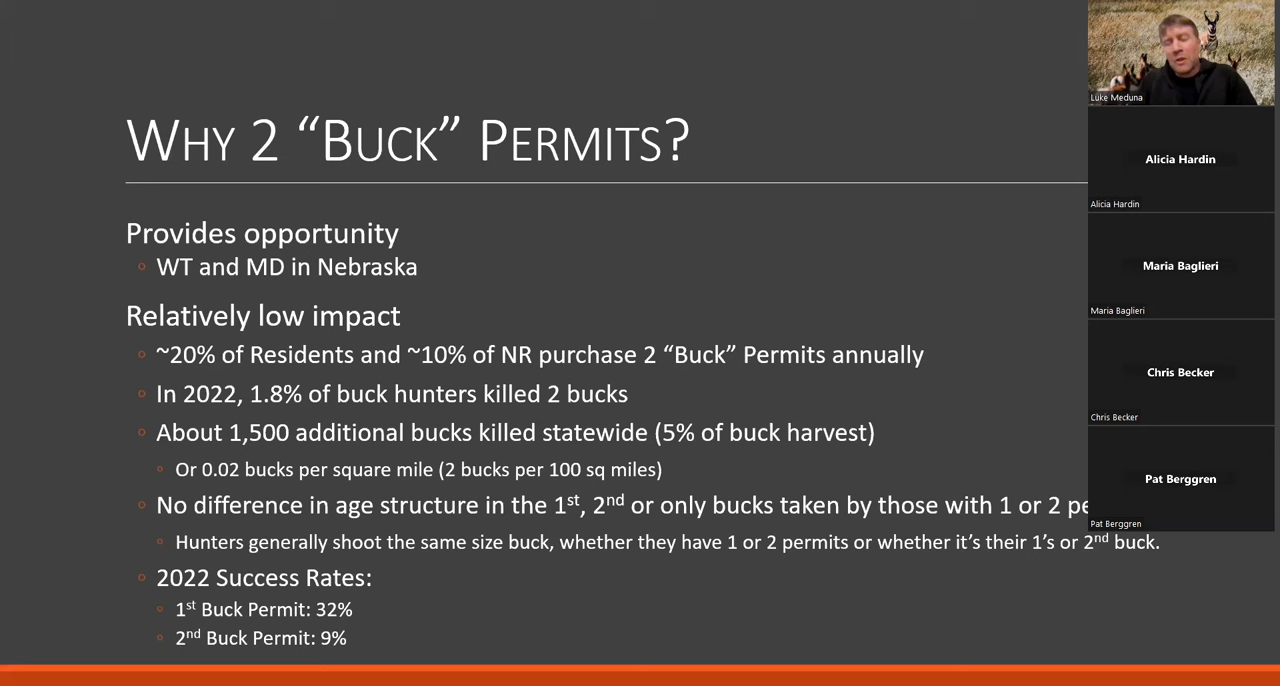 WHY 2 “BUCK” PERMITS?
Provides opportunity
WT and MD in Nebraska
Relatively low impact
~20% of Residents and ~10% of NR purchase 2 “Buck” Permits annually
In 2022, 1.8% of buck hunters killed 2 bucks
About 1,500 additional bucks killed statewide (5% of buck harvest)
Or 0.02 bucks per square mile (2 bucks per 100 sq miles)
No difference in age structure in the 1st, 2nd or only bucks taken by those with 1 or 2 pe
Hunters generally shoot the same size buck, whether they have 1 or 2 permits or whether it’s their 1’s or 2nd buck.
2022 Success Rates:
1st Buck Permit: 32%
2nd Buck Permit: 9%
Luke Meduna
Alicia Hardin
Alicia Hardin
Maria Baglieri
Maria Baglieri
Chris Becker
Chris Becker
Pat Berggren
Pat Berggren